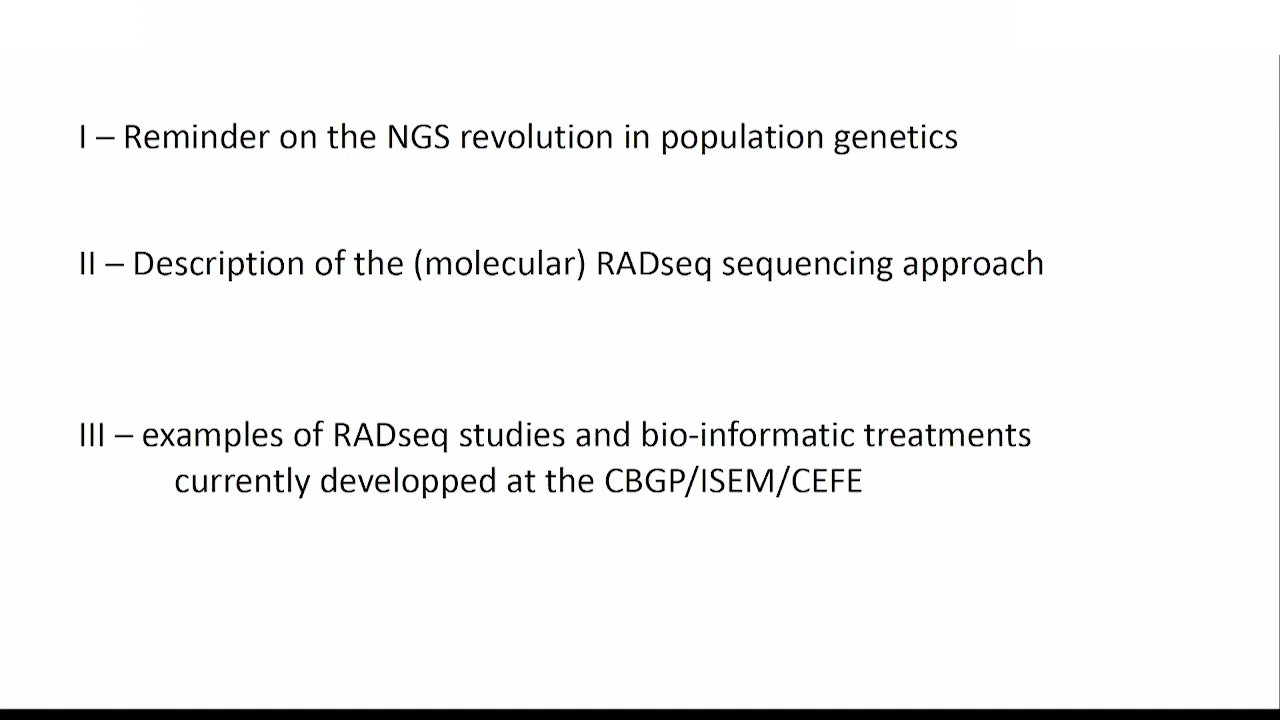 I – Reminder on the NGS revolution in population genetics
II – Description of the (molecular) RADseq sequencing approach
III – examples of RADseq studies and bio-informatic treatments
currently developped at the CBGP/ISEM/CEFE